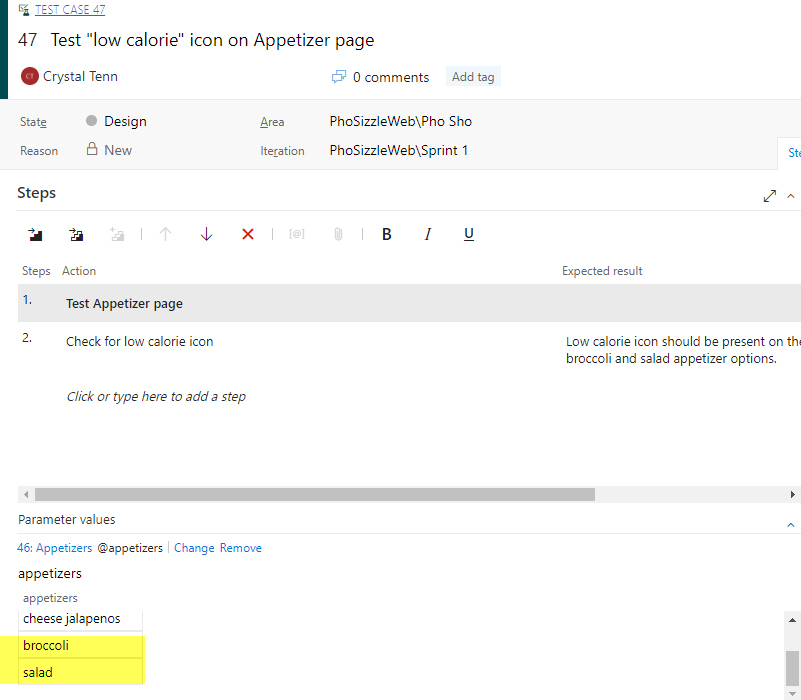 TEST CASE 47
47 Test "low calorie" icon on Appetizer page
CT Crystal Tenn 0 comments Add tag
State Design Area PhoSizzleWeb\Pho Sho
Reason New Iteration PhoSizzleWeb\Sprint 1
Ste
Steps
[@] B I U
Steps Action Expected result
1. Test Appetizer page
2. Check for low calorie icon Low calorie icon should be present on the
broccoli and salad appetizer options.
Click or type here to add a step
Parameter values
46: Appetizers @appetizers Change Remove
appetizers
appetizers
cheese jalapenos
broccoli
salad